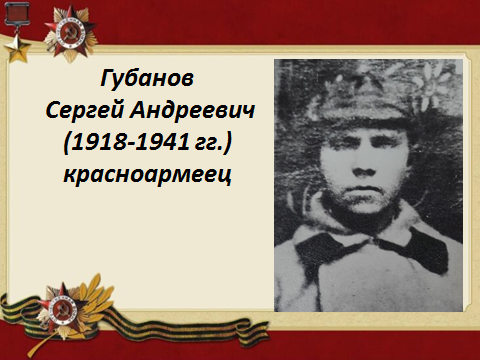 Губанов
Сергей Андреевич
(1918-1941 гг.)
красноармеец